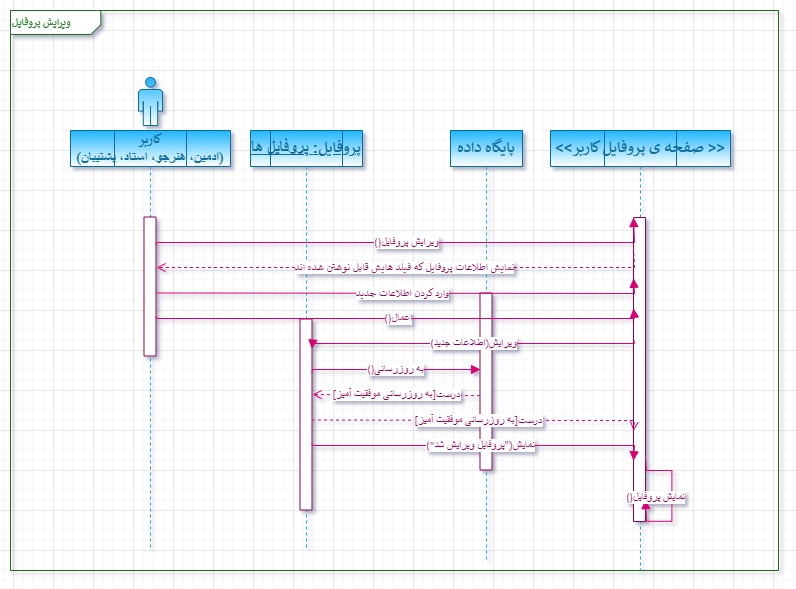 ویرایش پروفایل
کاربر
(ادمین، هنرجو، استاد، پشتیبان)
پروفایل: پروفایل ها
پایگاه داده
<< صفحه ی پروفایل کاربر>>
ویرایش پروفایل()
نمایش اطلاعات پروفایل که فیلد هایش قابل نوشتن شده اند
وارد کردن اطلاعات جدید
اعمال()
ویرایش(اطلاعات جدید)
به روزرسانی()
درست[به روزرسانی موفقیت آمیز]
درست[به روزرسانی موفقیت آمیز]
نمایش("پروفایل ویرایش شد")
نمایش پروفایل()